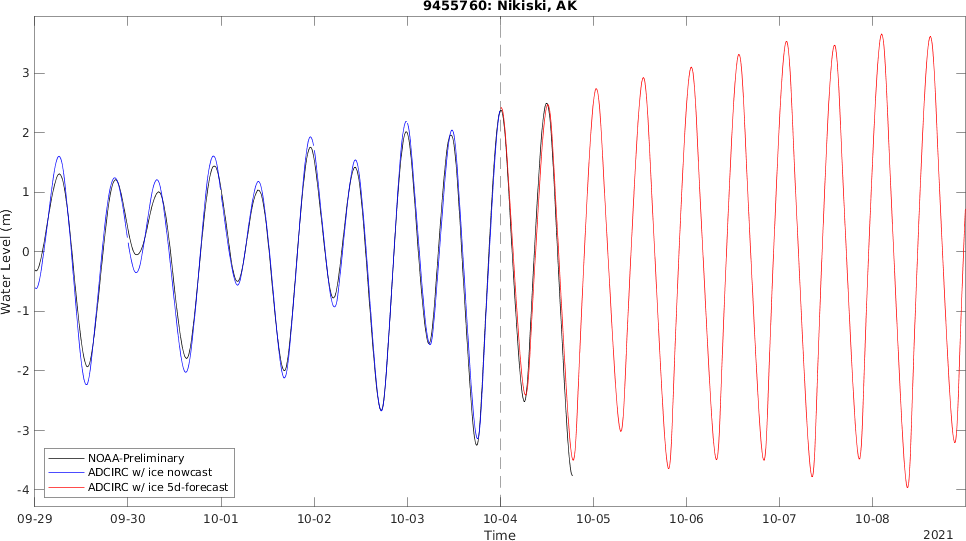 9455760: Nikiski, AK
Water Level (m)
3
2
1
0
-1
-2
-3
-4
NOAA-Preliminary
ADCIRC w/ ice nowcast
ADCIRC w/ ice 5d-forecast
09-29 09-30 10-01 10-02 10-03 10-04 10-05 10-06 10-07 10-08
Time
2021